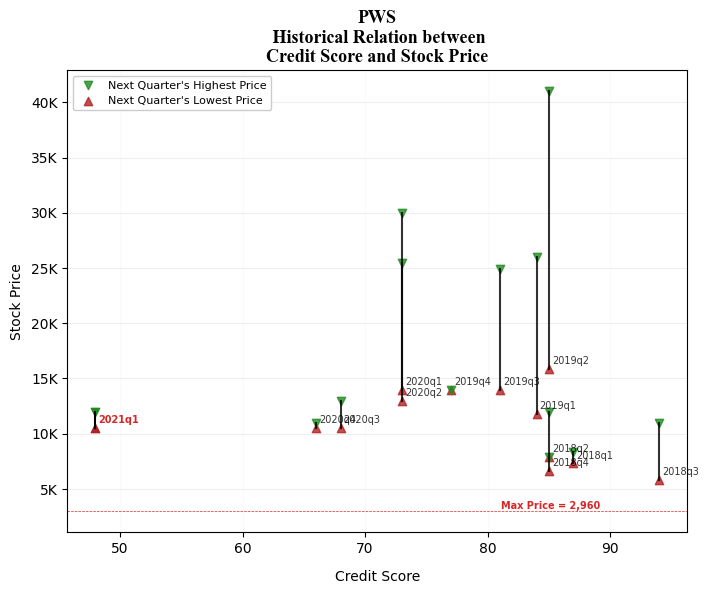 PWS
Historical Relation between
Credit Score and Stock Price
Next Quarter's Highest Price
Next Quarter's Lowest Price
40K
35K
30K
25K
20K
15K
10K
5K
Stock Price
2019q2
2020q1
2019q4
2019q3
2020q2
2019q1
2021q1
2020q4
2020q3
2018q2
2018q1
2018q4
2018q3
Max Price = 2,960
50
60
70
80
90
Credit Score